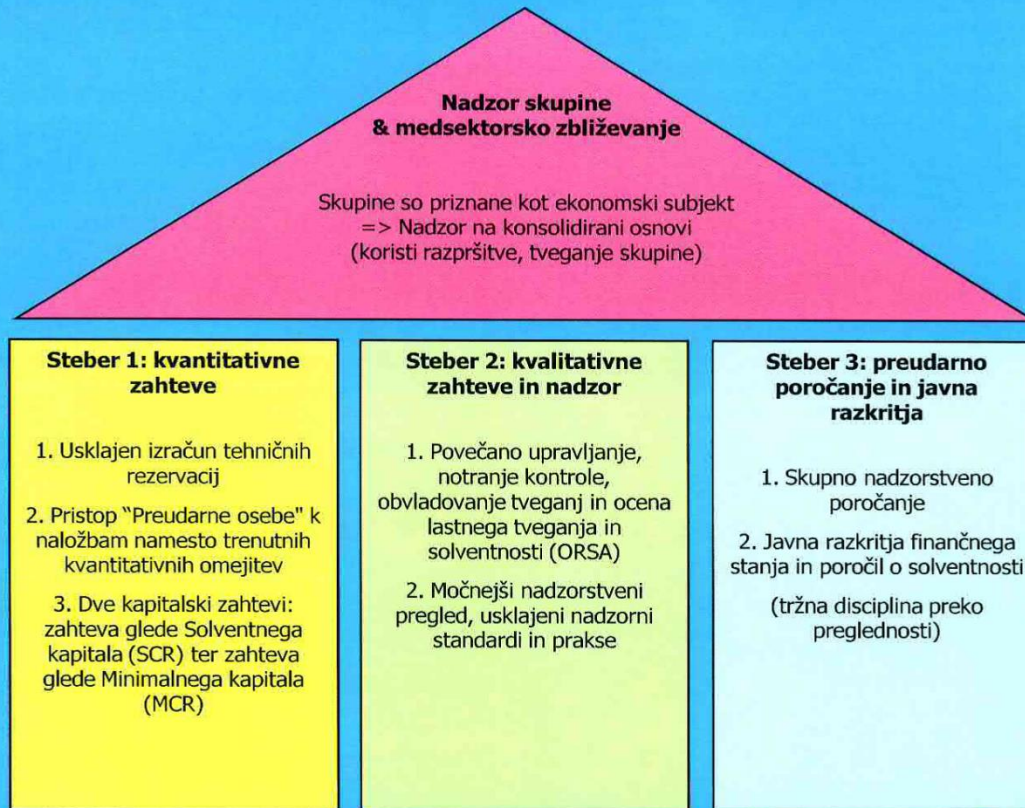 Nadzor skupine
& medsektorsko zbliževanje
Skupine so priznane kot ekonomski subjekt
=> Nadzor na konsolidirani osnovi
(koristi razpršitve, tveganje skupine)
Steber 1: kvantitativne
zahteve
1. Usklajen izračun tehničnih
rezervacij
2. Pristop "Preudarne osebe" k
naložbam namesto trenutnih
kvantitativnih omejitev
3. Dve kapitalski zahtevi:
zahteva glede Solventnega
kapitala (SCR) ter zahteva
glede Minimalnega kapitala
(MCR)
Steber 2: kvalitativne
zahteve in nadzor
1. Povečano upravljanje,
notranje kontrole,
obvladovanje tveganj in ocena
lastnega tveganja in
solventnosti (ORSA)
2. Močnejši nadzorstveni
pregled, usklajeni nadzorni
standardi in prakse
Steber 3: preudarno
poročanje in javna
razkritja
1. Skupno nadzorstveno
poročanje
2. Javna razkritja finančnega
stanja in poročil o solventnosti
(tržna disciplina preko
preglednosti)